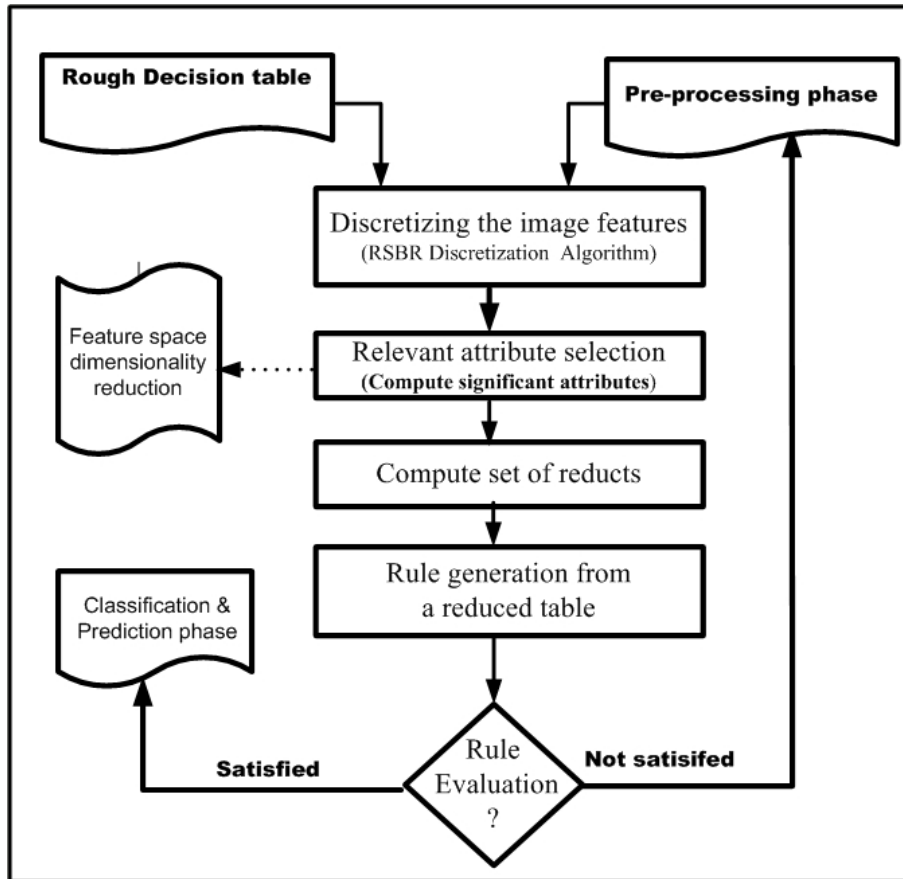 Rough Decision table
Pre-processing phase
Discretizing the image features
(RSBR Discretization Algorithm)
Feature space
dimensionality
reduction
Relevant attribute selection
(Compute significant attributes)
Compute set of reducts
Rule generation from
a reduced table
Classification &
Prediction phase
Rule
Evaluation
?
Satisfied
Not satisifed